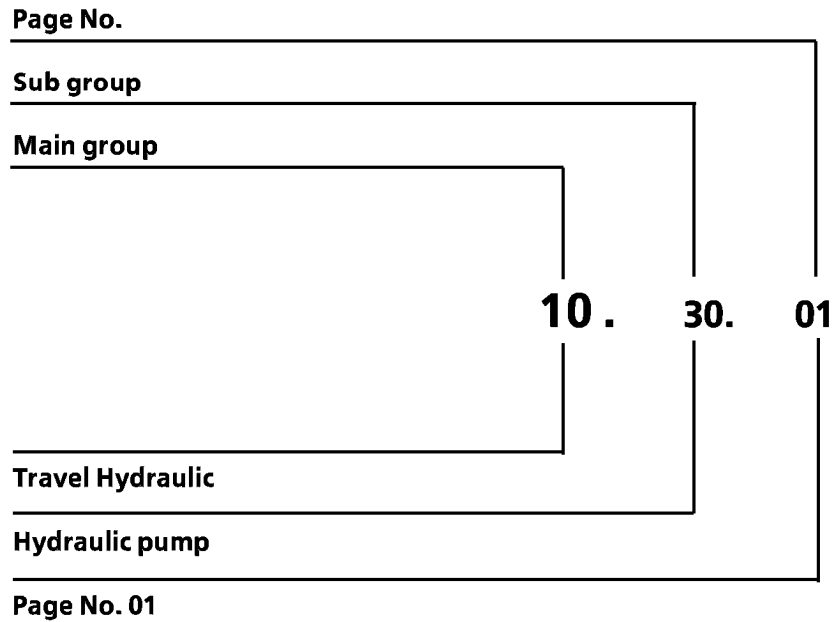 Page No.
Sub group
Main group
10 . 30. 01
Travel Hydraulic
Hydraulic pump
Page No. 01